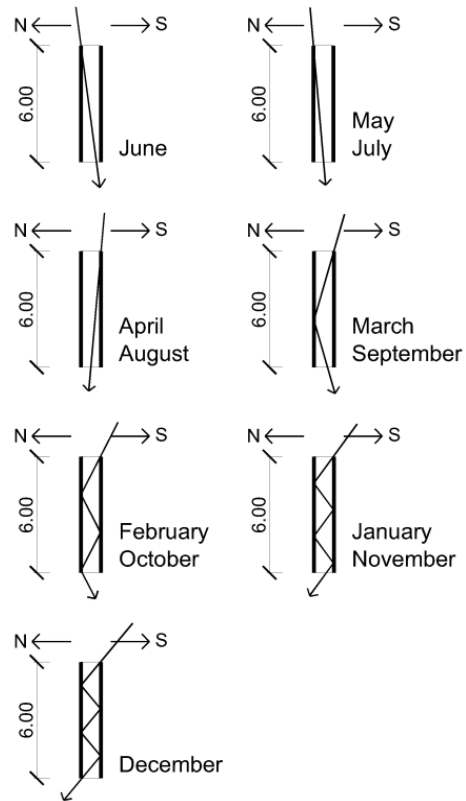 N S N S
6.00 6.00
June May
July
N S N S
6.00 6.00
April March
August September
N S N S
6.00 6.00
February January
October November
N S
6.00
December